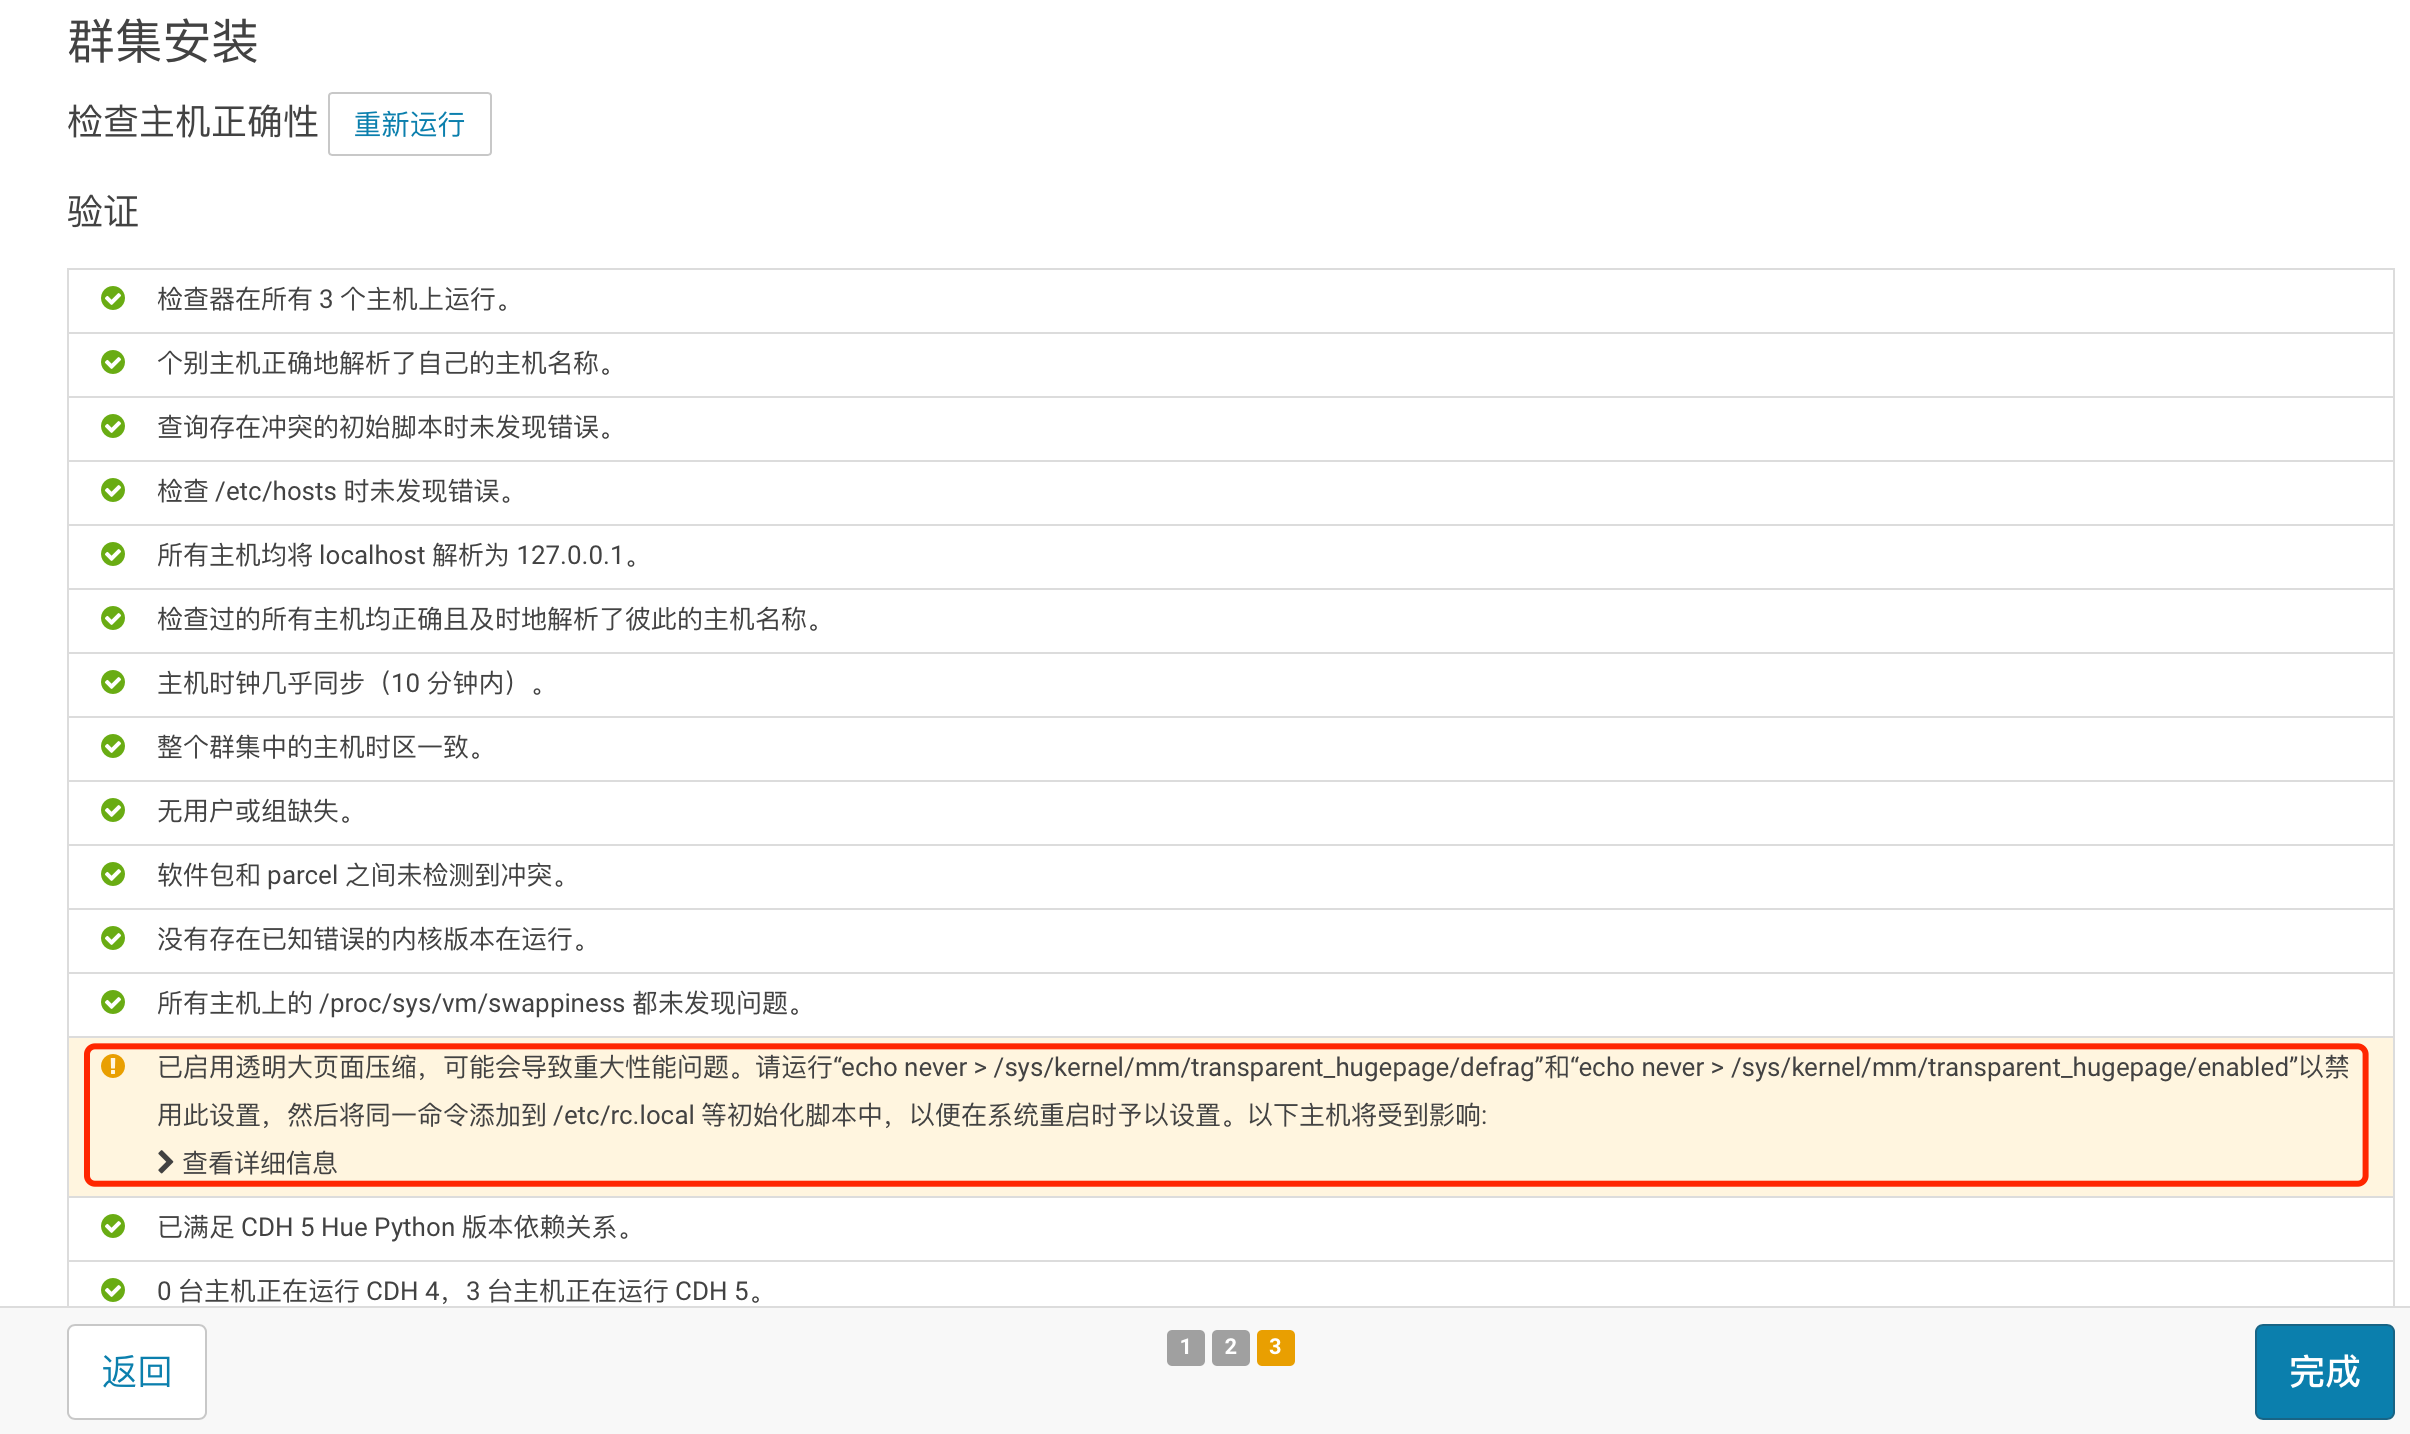 群集安装
检查主机正确性 重新运行
验证
检查器在所有 3 个主机上运行。
个别主机正确地解析了自己的主机名称。
查询存在冲突的初始脚本时未发现错误。
检查 /etc/hosts 时未发现错误。
所有主机均将 localhost 解析为 127.0.0.1。
检查过的所有主机均正确且及时地解析了彼此的主机名称。
主机时钟几乎同步（10 分钟内）。
整个群集中的主机时区一致。
无用户或组缺失。
软件包和 parcel 之间未检测到冲突。
没有存在已知错误的内核版本在运行。
所有主机上的 /proc/sys/vm/swappiness 都未发现问题。
已启用透明大页面压缩，可能会导致重大性能问题。请运行“echo never > /sys/kernel/mm/transparent_hugepage/defrag”和“echo never > /sys/kernel/mm/transparent_hugepage/enabled”以禁
用此设置，然后将同一命令添加到 /etc/rc.local 等初始化脚本中，以便在系统重启时予以设置。以下主机将受到影响:
查看详细信息
已满足 CDH 5 Hue Python 版本依赖关系。
0 台主机正在运行 CDH 4，3 台主机正在运行 CDH 5。
返回 1 2 3 完成